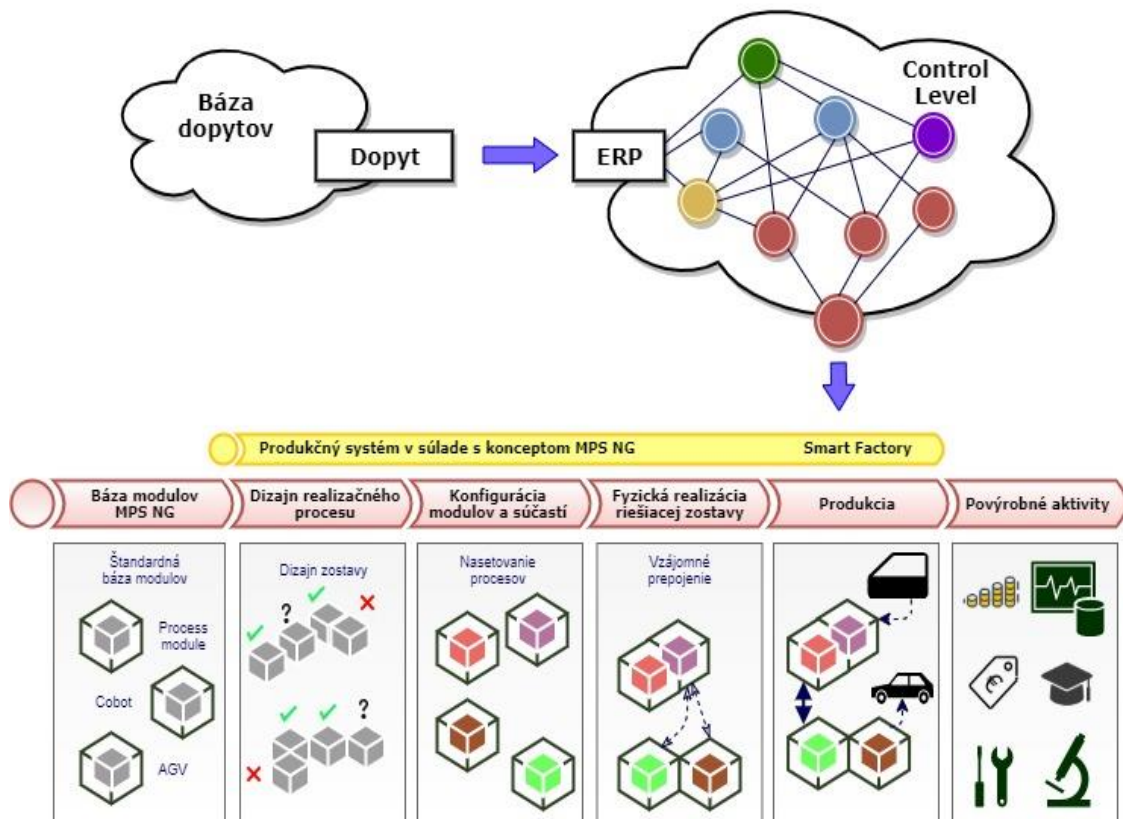 Báza
dopytov
Dopyt
ERP
Control
Level
Produkčný systém v súlade s konceptom MPS NG
Smart Factory
Báza modulov
MPS NG
Dizajn realizačného
procesu
Konfigurácia
modulov a súčastí
Fyzická realizácia
riešiacej zostavy
Produkcia
Povýrobné aktivity
Štandardná
báza modulov
Process
module
Cobot
AGV
Dizajn zostavy
?
?
Nasetovanie
procesov
Vzájomné
prepojenie
€